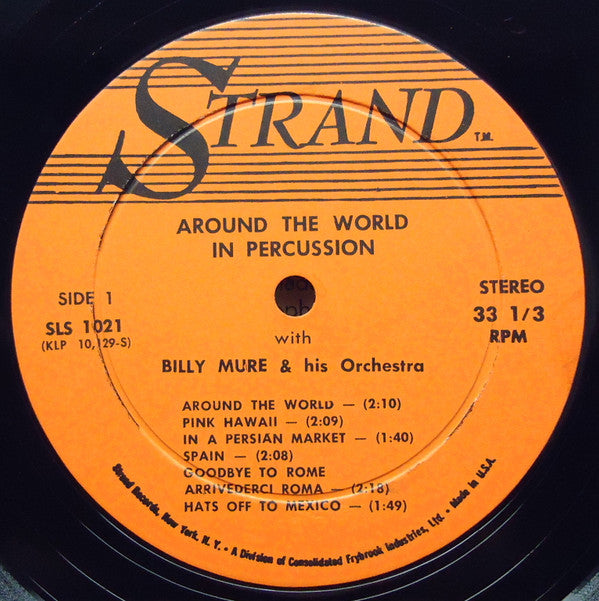 STRAND T.M.
AROUND THE WORLD
IN PERCUSSION
SIDE 1
SLS 1021
(KLP 10,129-S)
STEREO
33 1/3
RPM
with
BILLY MURE & his Orchestra
AROUND THE WORLD — (2:10)
PINK HAWAII — (2:09)
IN A PERSIAN MARKET — (1:40)
SPAIN — (2:08)
GOODBYE TO ROME
ARRIVEDERCI ROMA — (2:18)
HATS OFF TO MEXICO — (1:49)
Strand Records, New York, N. Y. • A Division of Consolidated Frybrook Industries, Ltd. • Made in U.S.A.